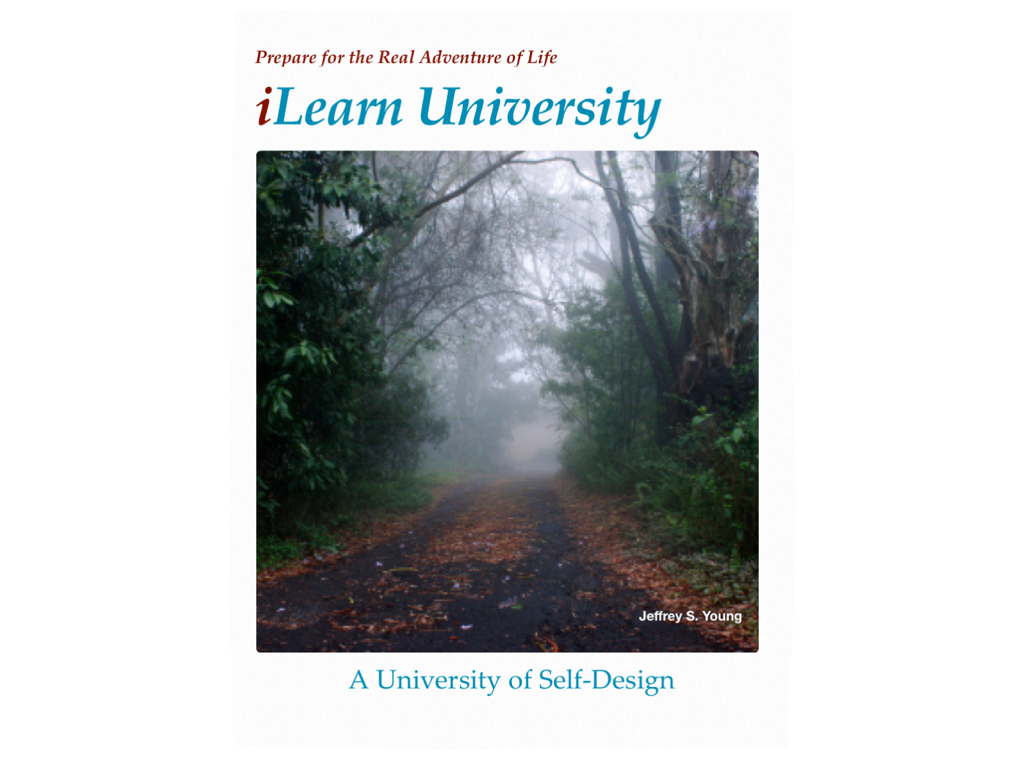 Prepare for the Real Adventure of Life
iLearn University
Jeffrey S. Young
A University of Self-Design